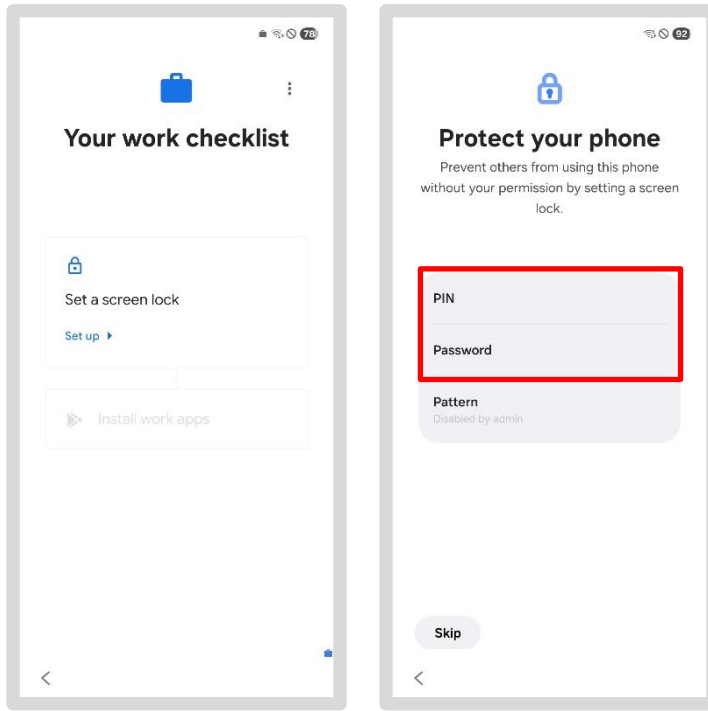 78
Your work checklist
Set a screen lock
Set up
Install work apps
92
Protect your phone
Prevent others from using this phone
without your permission by setting a screen
lock.
PIN
Password
Pattern
Disabled by admin
Skip